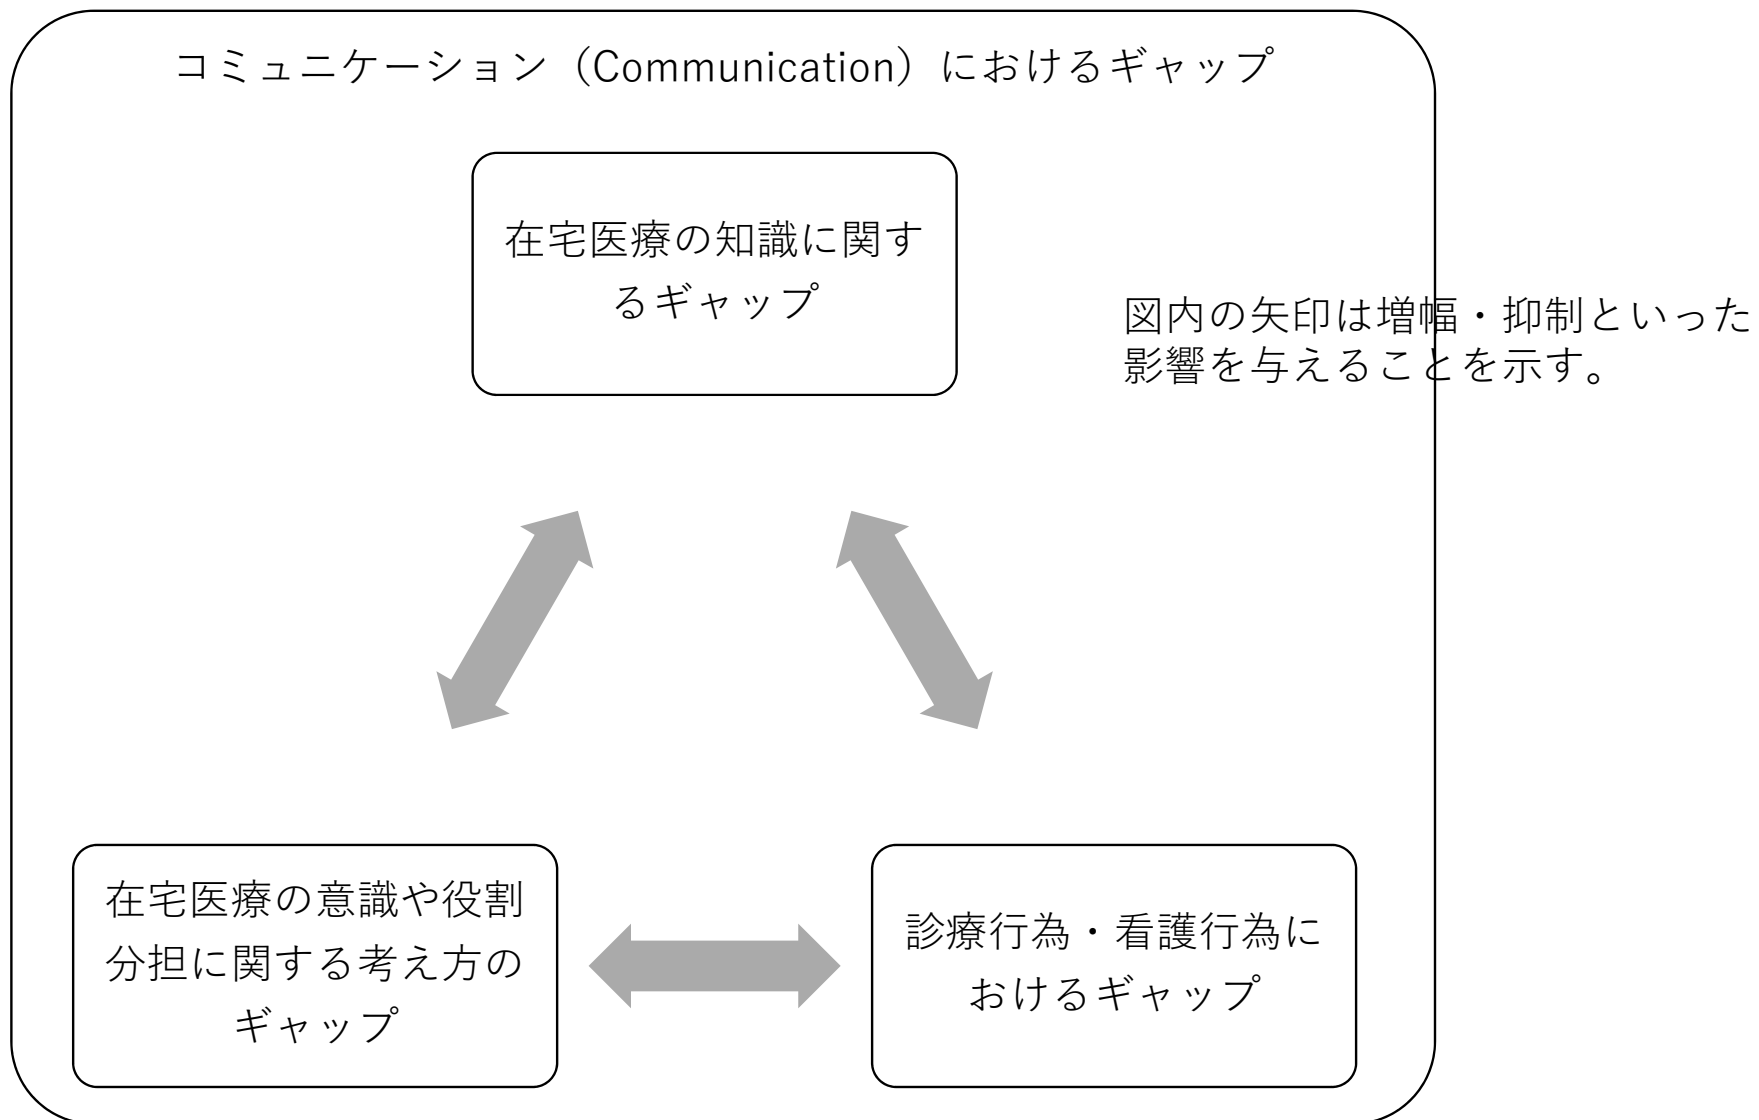 コミュニケーション（Communication）におけるギャップ
在宅医療の知識に関す
るギャップ
図内の矢印は増幅・抑制といった
影響を与えることを示す。
在宅医療の意識や役割
分担に関する考え方の
ギャップ
診療行為・看護行為に
おけるギャップ